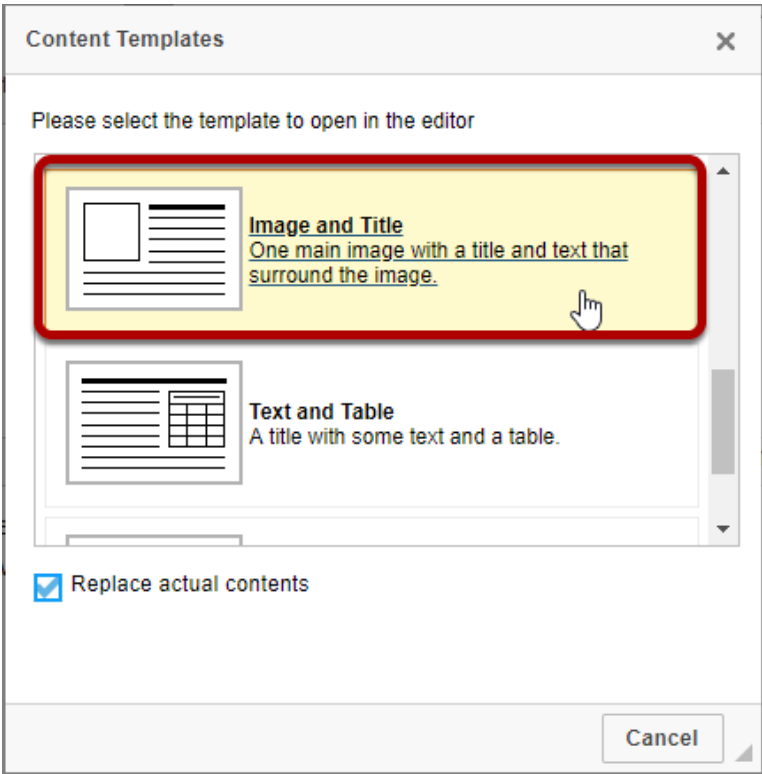 Content Templates
Please select the template to open in the editor
Image and Title
One main image with a title and text that
surround the image.
Text and Table
A title with some text and a table.
Replace actual contents
Cancel